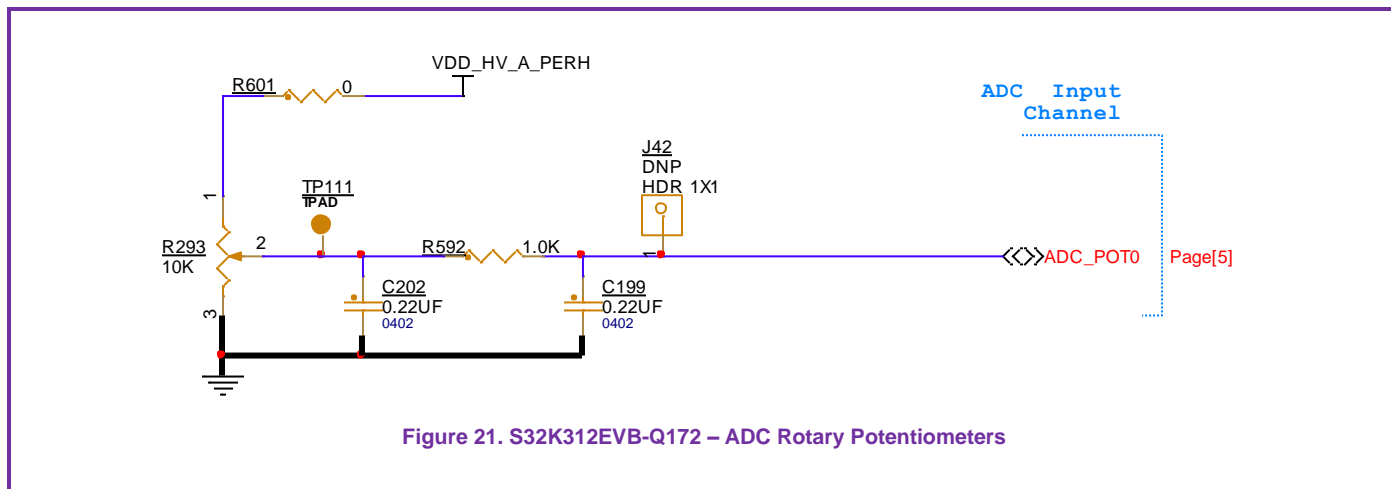 VDD_HV_A_PERH
R601
0
ADC Input
Channel
J42
DNP
HDR 1X1
1
TP111
TPAD
1
R293
10K
2
R592
1.0K
1
ADC_POT0
Page[5]
C202
0.22UF
0402
C199
0.22UF
0402
3
Figure 21. S32K312EVB-Q172 – ADC Rotary Potentiometers